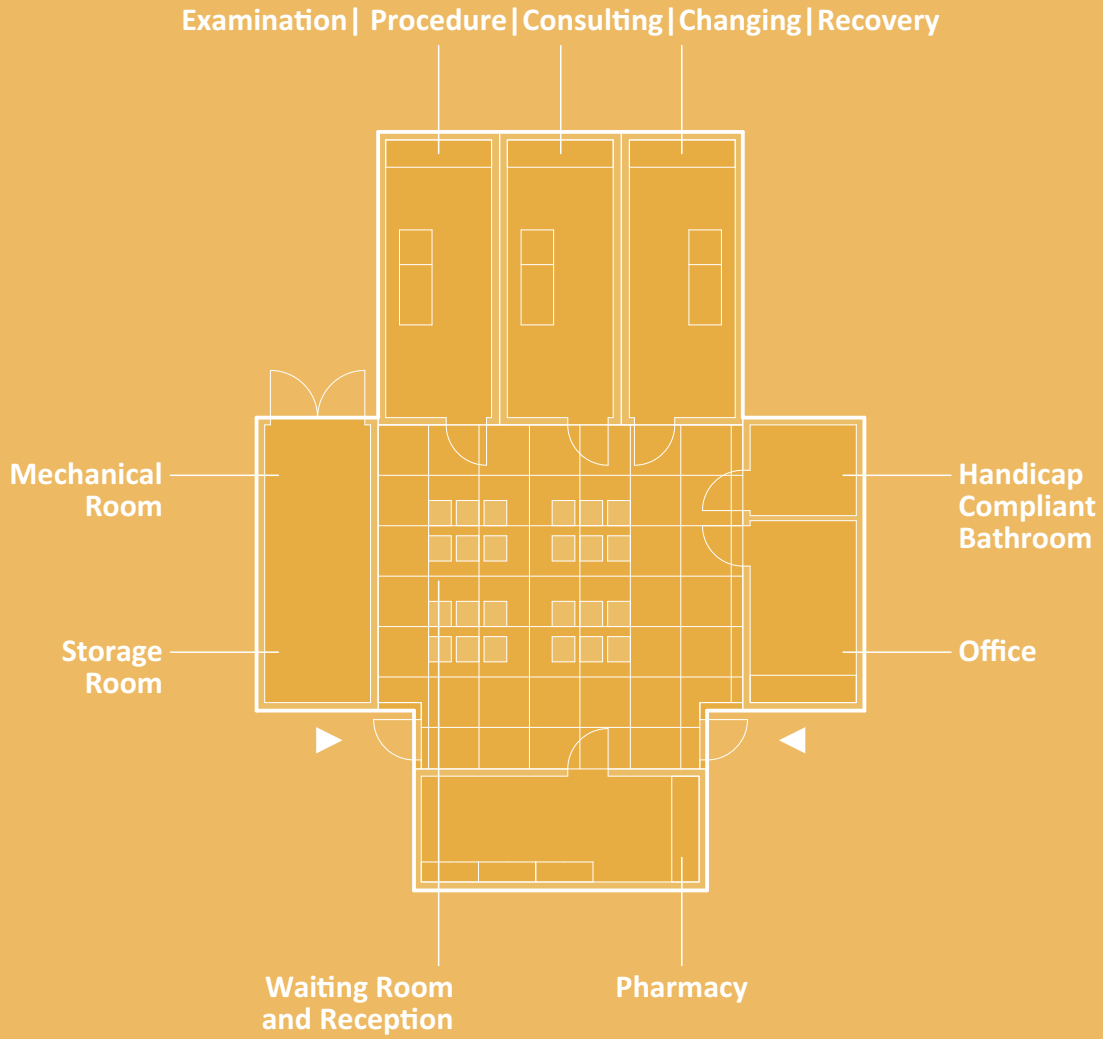 Examination| Procedure|Consulting|Changing|Recovery
Mechanical
Room
Handicap
Compliant
Bathroom
Storage
Room
Office
Waiting Room
and Reception
Pharmacy